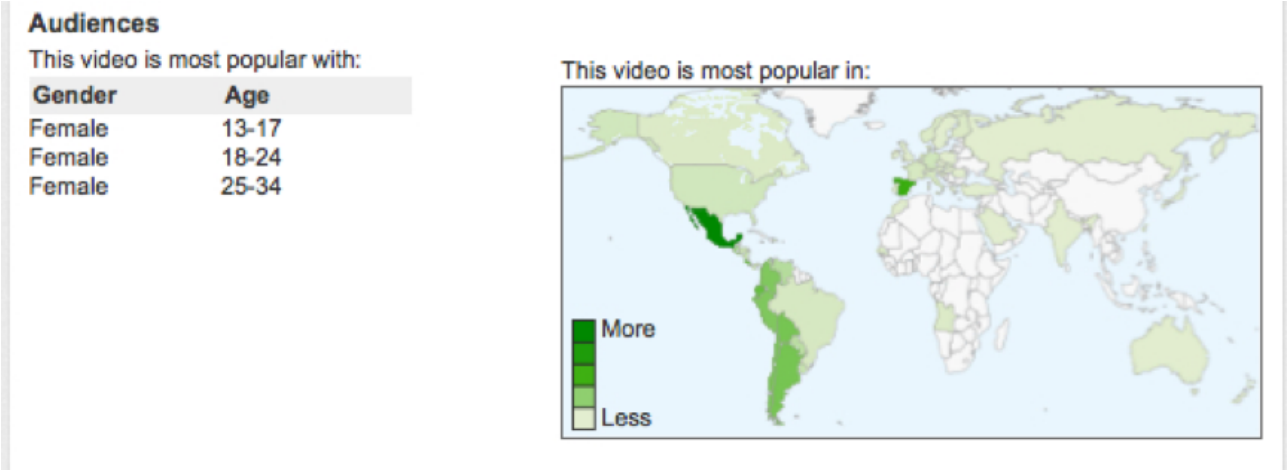 Audiences
This video is most popular with:
Gender Age
Female 13-17
Female 18-24
Female 25-34
This video is most popular in:
More
Less